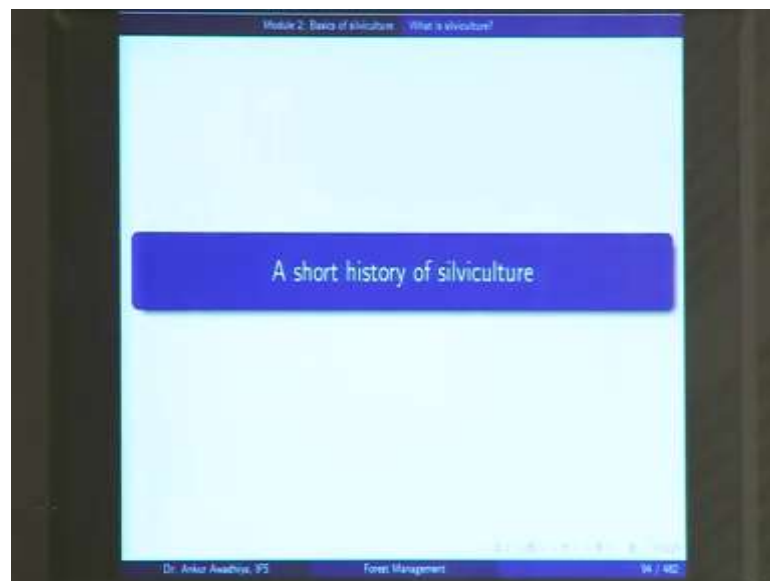 Module 2: Basics of silviculture What is silviculture?
A short history of silviculture
Dr. Ankur Awadhiya, IFS Forest Management 94 / 482